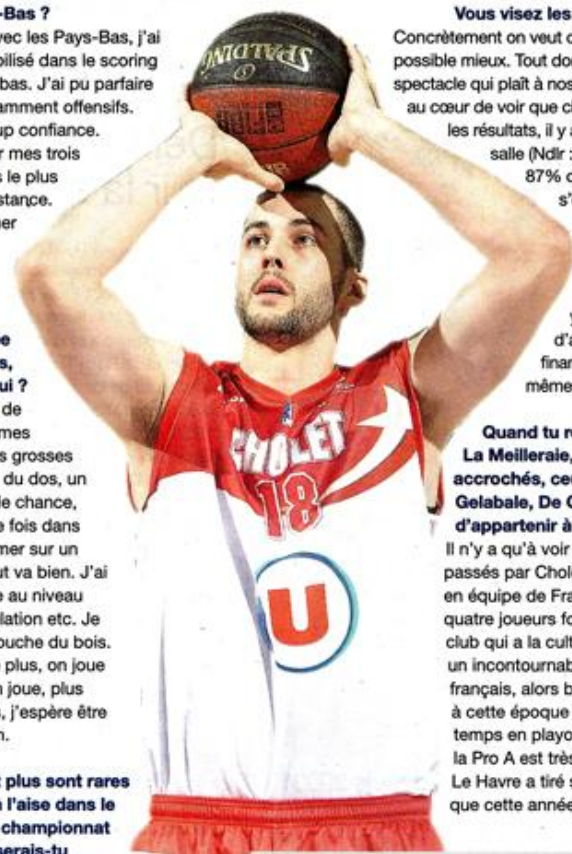 -Bas ?
vec les Pays-Bas, j'ai
bilisé dans le scoring
bas. J'ai pu parfaire
amment offensifs.
up confiance.
r mes trois
s le plus
stance.
uer
e
s,
ui ?
de
mes
s grosses
du dos, un
de chance,
e fois dans
mer sur un
ut va bien. J'ai
e au niveau
lation etc. Je
ouche du bois.
plus, on joue
n joue, plus
s, j'espère être
n.
t plus sont rares
à l'aise dans le
championnat
serais-tu
SPALDING
CHOLET
18
U
Vous visez les
Concrètement on veut c
possible mieux. Tout do
spectacle qui plaît à nos
au cœur de voir que c
les résultats, il y a
salle (Ndlr :
87% c
s'
y
d'a
finar
même
Quand tu r
La Meilleraie,
accrochés, ce
Gelabale, De C
d'appartenir à
Il n'y a qu'à voir
passés par Chole
en équipe de Fra
quatre joueurs fo
club qui a la cult
un incontournab
français, alors b
à cette époque
temps en playo
la Pro A est très
Le Havre a tiré s
que cette année